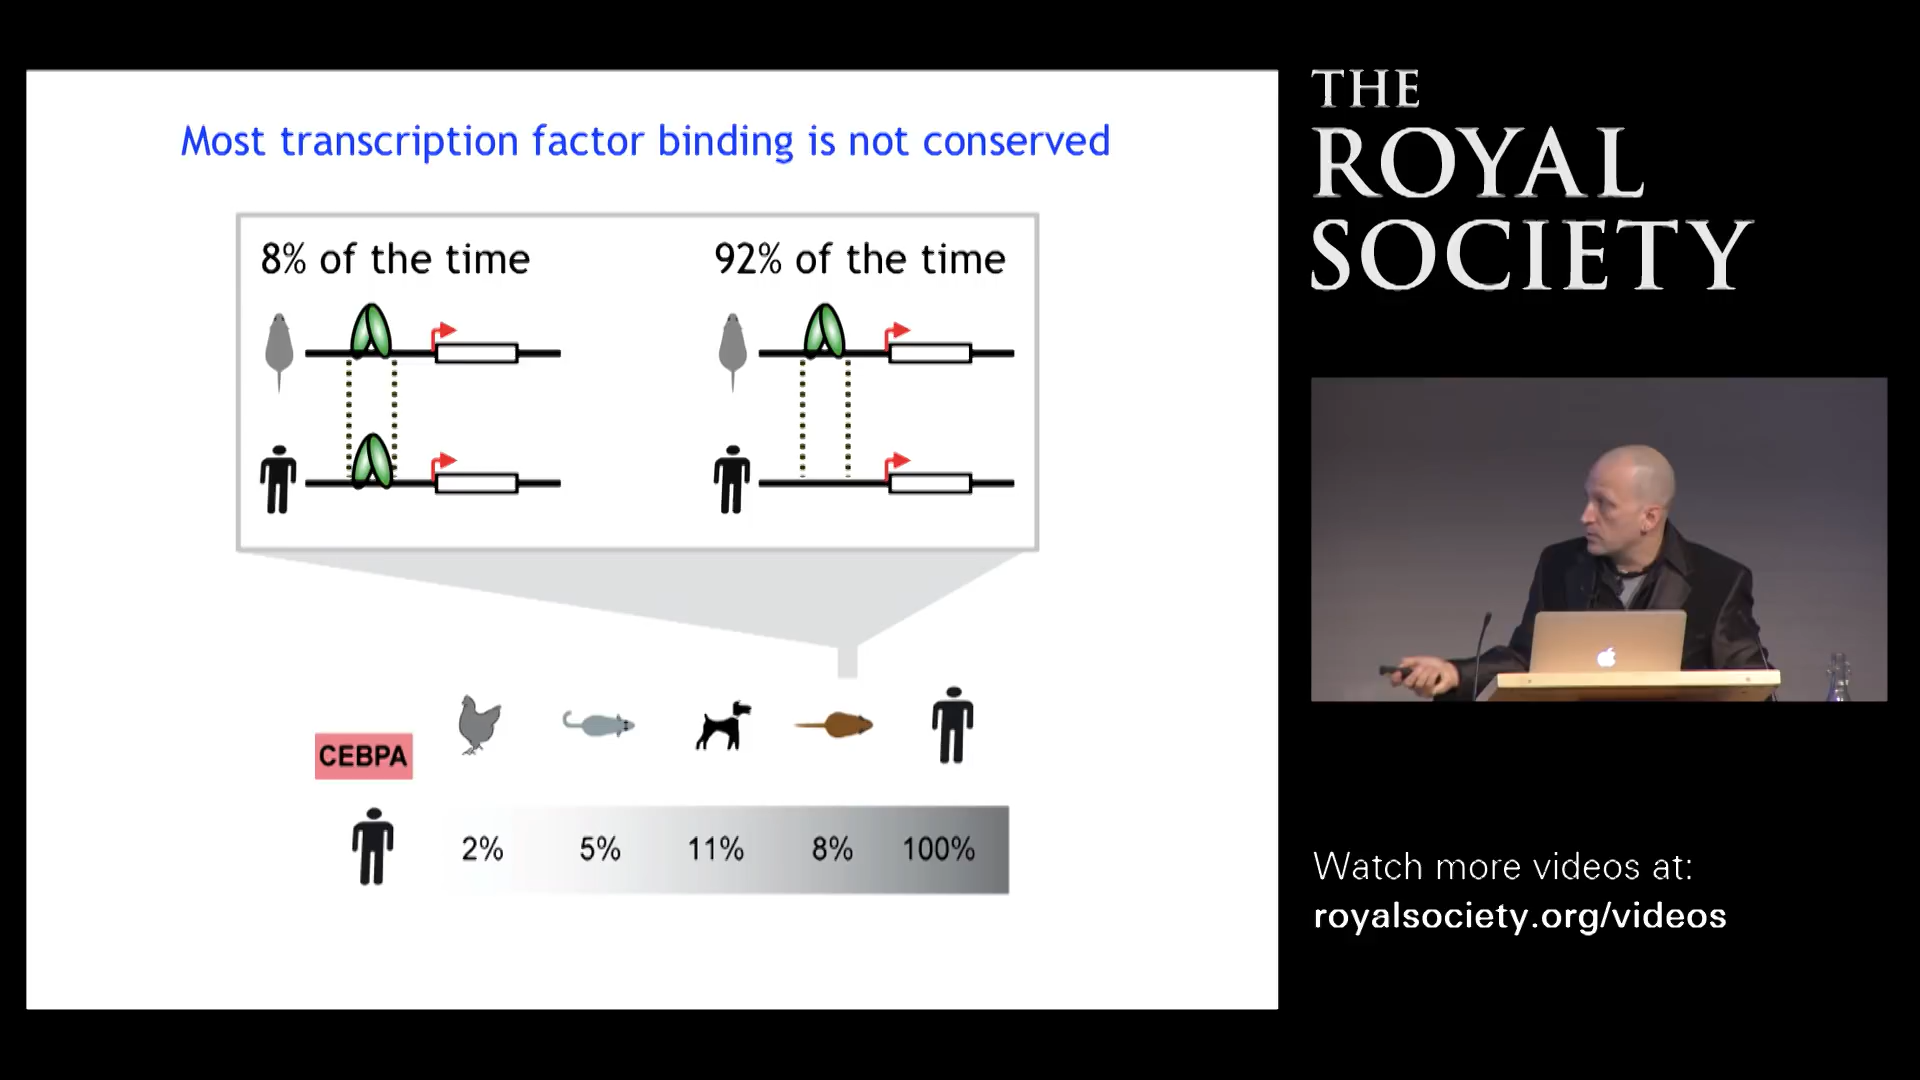 Most transcription factor binding is not conserved
8% of the time
92% of the time
CEBPA
2%
5%
11%
8%
100%
THE
ROYAL
SOCIETY
Watch more videos at:
royalsociety.org/videos